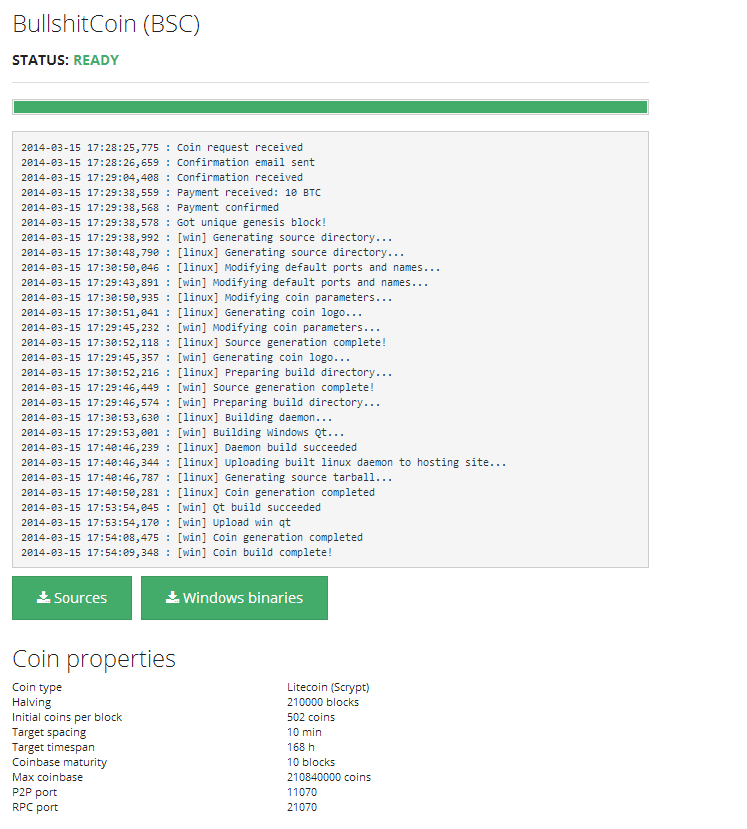 BullshitCoin (BSC)
STATUS: READY
2014-03-15 17:28:25,775 : Coin request received
2014-03-15 17:28:26,659 : Confirmation email sent
2014-03-15 17:29:04,408 : Confirmation received
2014-03-15 17:29:38,559 : Payment received: 10 BTC
2014-03-15 17:29:38,568 : Payment confirmed
2014-03-15 17:29:38,578 : Got unique genesis block!
2014-03-15 17:29:38,992 : [win] Generating source directory...
2014-03-15 17:30:48,790 : [linux] Generating source directory...
2014-03-15 17:30:50,046 : [linux] Modifying default ports and names...
2014-03-15 17:29:43,891 : [win] Modifying default ports and names...
2014-03-15 17:30:50,935 : [linux] Modifying coin parameters...
2014-03-15 17:30:51,041 : [linux] Generating coin logo...
2014-03-15 17:29:45,232 : [win] Modifying coin parameters...
2014-03-15 17:30:52,118 : [linux] Source generation complete!
2014-03-15 17:29:45,357 : [win] Generating coin logo...
2014-03-15 17:30:52,216 : [linux] Preparing build directory...
2014-03-15 17:29:46,449 : [win] Source generation complete!
2014-03-15 17:29:46,574 : [win] Preparing build directory...
2014-03-15 17:30:53,630 : [linux] Building daemon...
2014-03-15 17:29:53,001 : [win] Building Windows Qt...
2014-03-15 17:40:46,239 : [linux] Daemon build succeeded
2014-03-15 17:40:46,344 : [linux] Uploading built linux daemon to hosting site...
2014-03-15 17:40:46,787 : [linux] Generating source tarball...
2014-03-15 17:40:50,281 : [linux] Coin generation completed
2014-03-15 17:53:54,045 : [win] Qt build succeeded
2014-03-15 17:53:54,170 : [win] Upload win qt
2014-03-15 17:54:08,475 : [win] Coin generation completed
2014-03-15 17:54:09,348 : [win] Coin build complete!
Sources Windows binaries
Coin properties
Coin type Litecoin (Scrypt)
Halving 210000 blocks
Initial coins per block 502 coins
Target spacing 10 min
Target timespan 168 h
Coinbase maturity 10 blocks
Max coinbase 210840000 coins
P2P port 11070
RPC port 21070